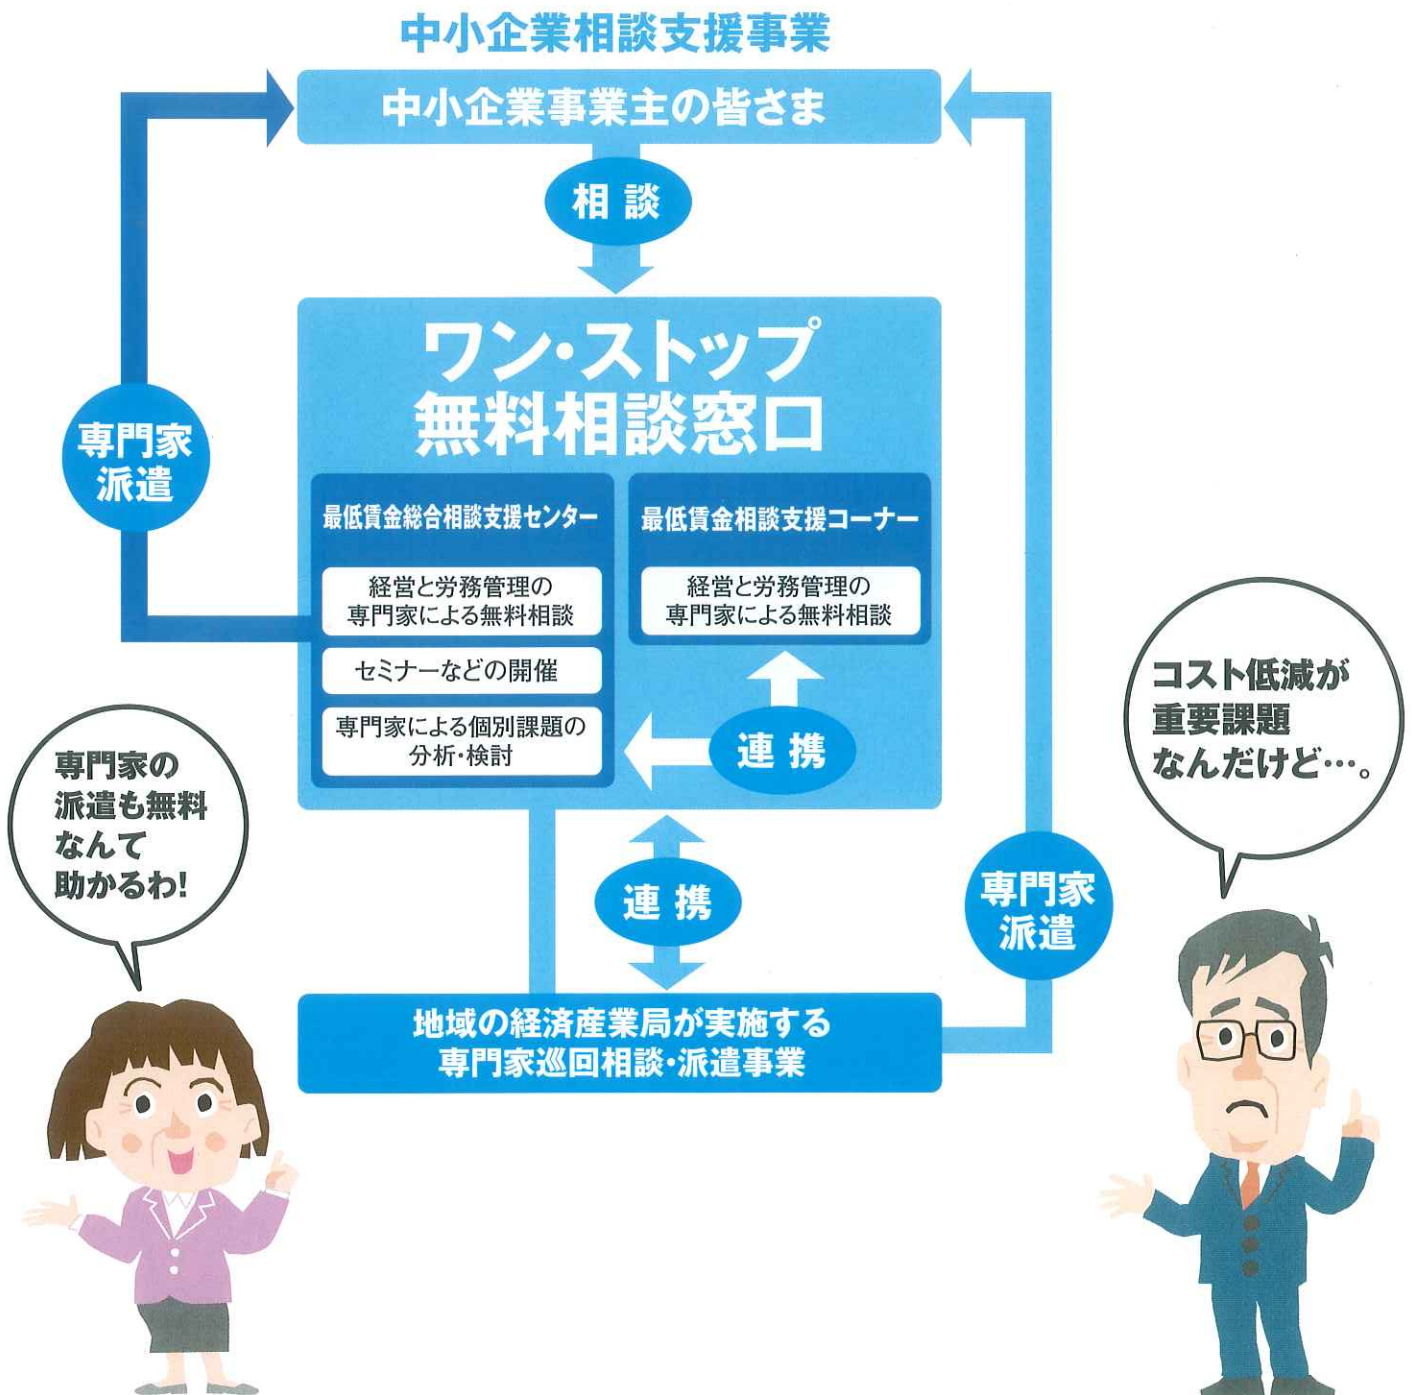 中小企業相談支援事業
中小企業事業主の皆さま
相談
ワン・ストップ
無料相談窓口
専門家
派遣
最低賃金総合相談支援センター
経営と労務管理の
専門家による無料相談
セミナーなどの開催
専門家による個別課題の
分析・検討
最低賃金相談支援コーナー
経営と労務管理の
専門家による無料相談
連携
連携
専門家
派遣
地域の経済産業局が実施する
専門家巡回相談・派遣事業
専門家の
派遣も無料
なんて
助かるわ!
コスト低減が
重要課題
なんだけど…。